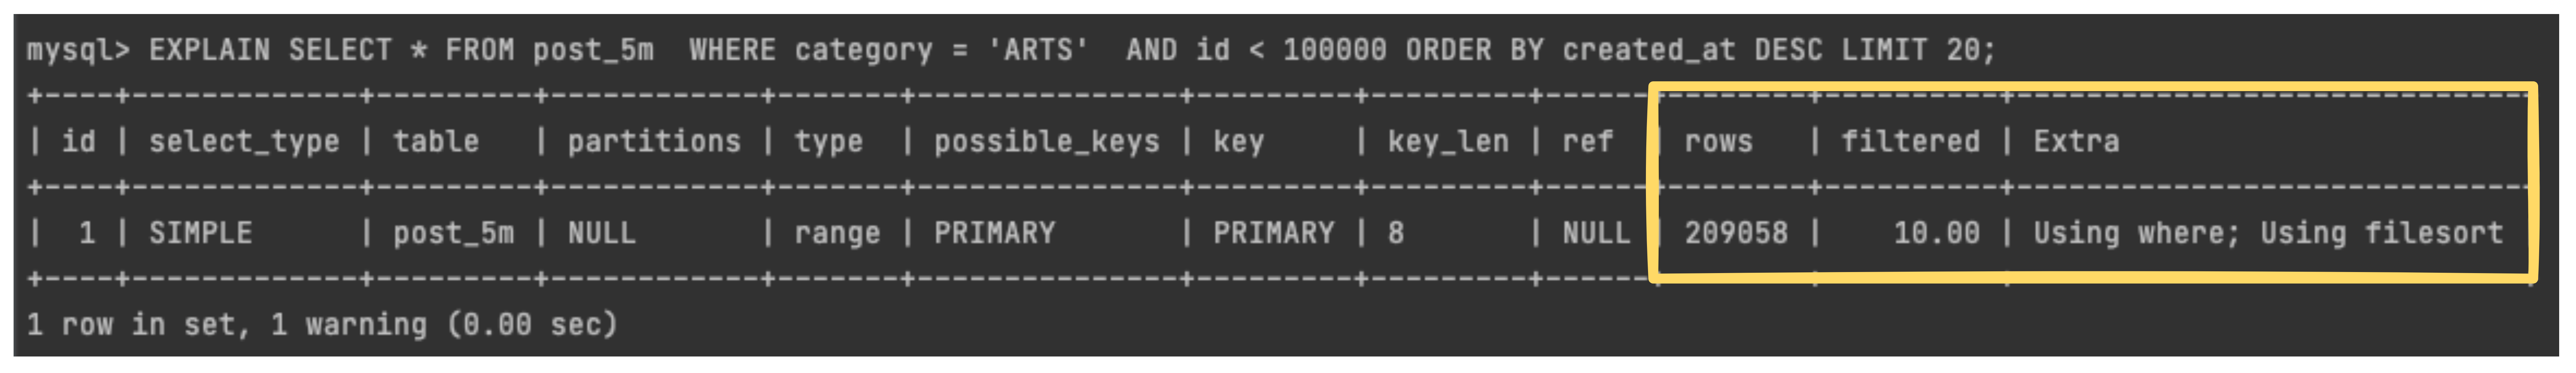 mysql> EXPLAIN SELECT * FROM post_5m  WHERE category = 'ARTS'  AND id < 100000 ORDER BY created_at DESC LIMIT 20;
+----+-------------+---------+------------+-------+---------------+---------+---------+------+--------+----------+-----------------------------+
| id | select_type | table   | partitions | type  | possible_keys | key     | key_len | ref  | rows   | filtered | Extra
+----+-------------+---------+------------+-------+---------------+---------+---------+------+--------+----------+-----------------------------+
|  1 | SIMPLE      | post_5m | NULL       | range | PRIMARY       | PRIMARY | 8       | NULL | 209058 |    10.00 | Using where; Using filesort
+----+-------------+---------+------------+-------+---------------+---------+---------+------+--------+----------+-----------------------------+
1 row in set, 1 warning (0.00 sec)